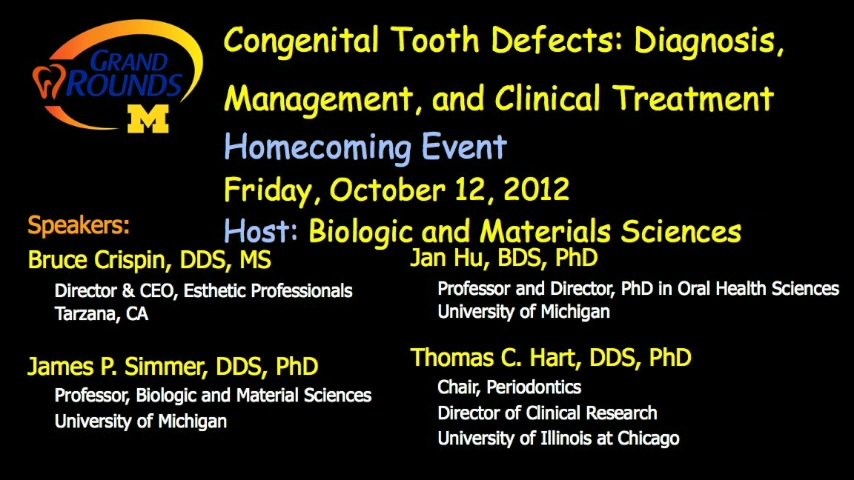 GRAND
ROUNDS
M
Congenital Tooth Defects: Diagnosis,
Management, and Clinical Treatment
Homecoming Event
Friday, October 12, 2012
Host: Biologic and Materials Sciences
Speakers:
Bruce Crispin, DDS, MS
Director & CEO, Esthetic Professionals
Tarzana, CA
James P. Simmer, DDS, PhD
Professor, Biologic and Material Sciences
University of Michigan
Jan Hu, BDS, PhD
Professor and Director, PhD in Oral Health Sciences
University of Michigan
Thomas C. Hart, DDS, PhD
Chair, Periodontics
Director of Clinical Research
University of Illinois at Chicago